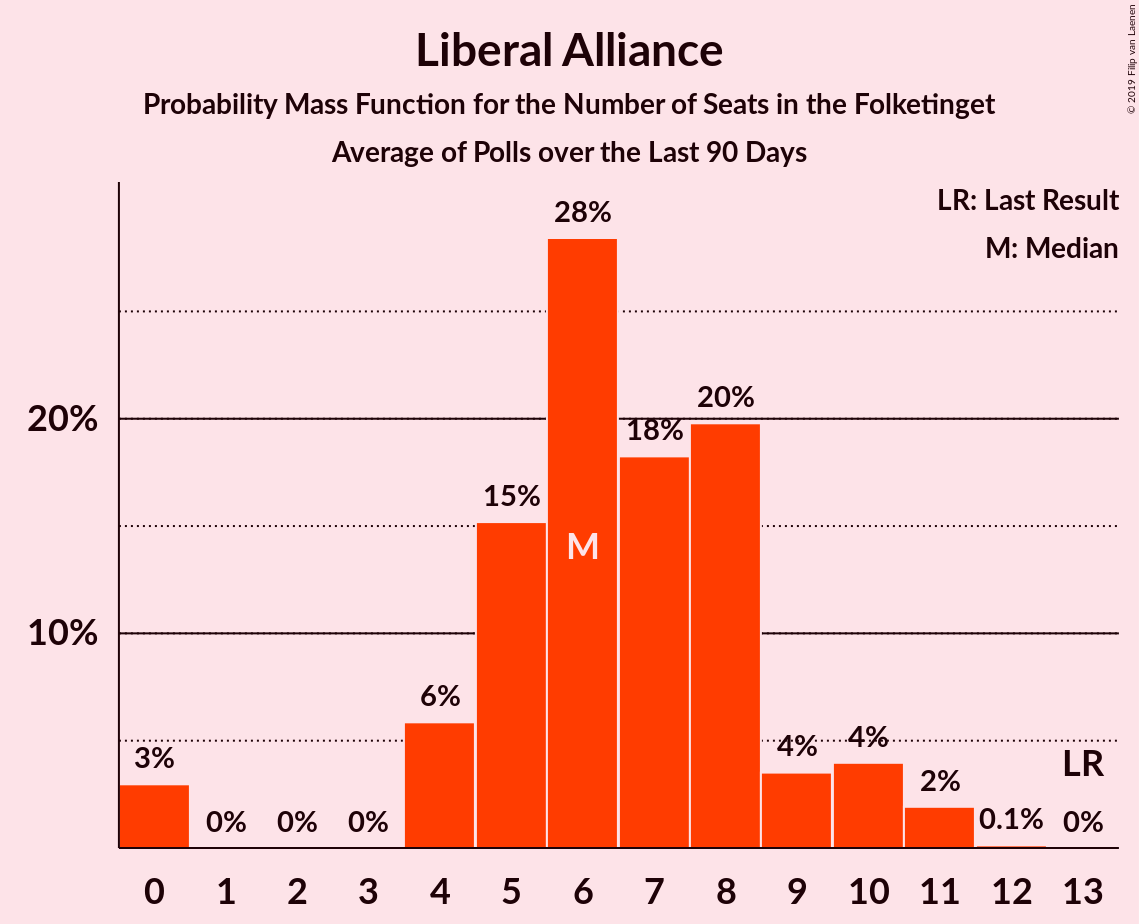 Liberal Alliance
Probability Mass Function for the Number of Seats in the Folketinget
Average of Polls over the Last 90 Days
© 2019 Filip van Laenen
LR: Last Result
M: Median
28%
20%
20%
18%
15%
M
10%
6%
3%
4%
4%
2%
LR
0%
0%
0%
0.1%
0%
0 1 2 3 4 5 6 7 8 9 10 11 12 13